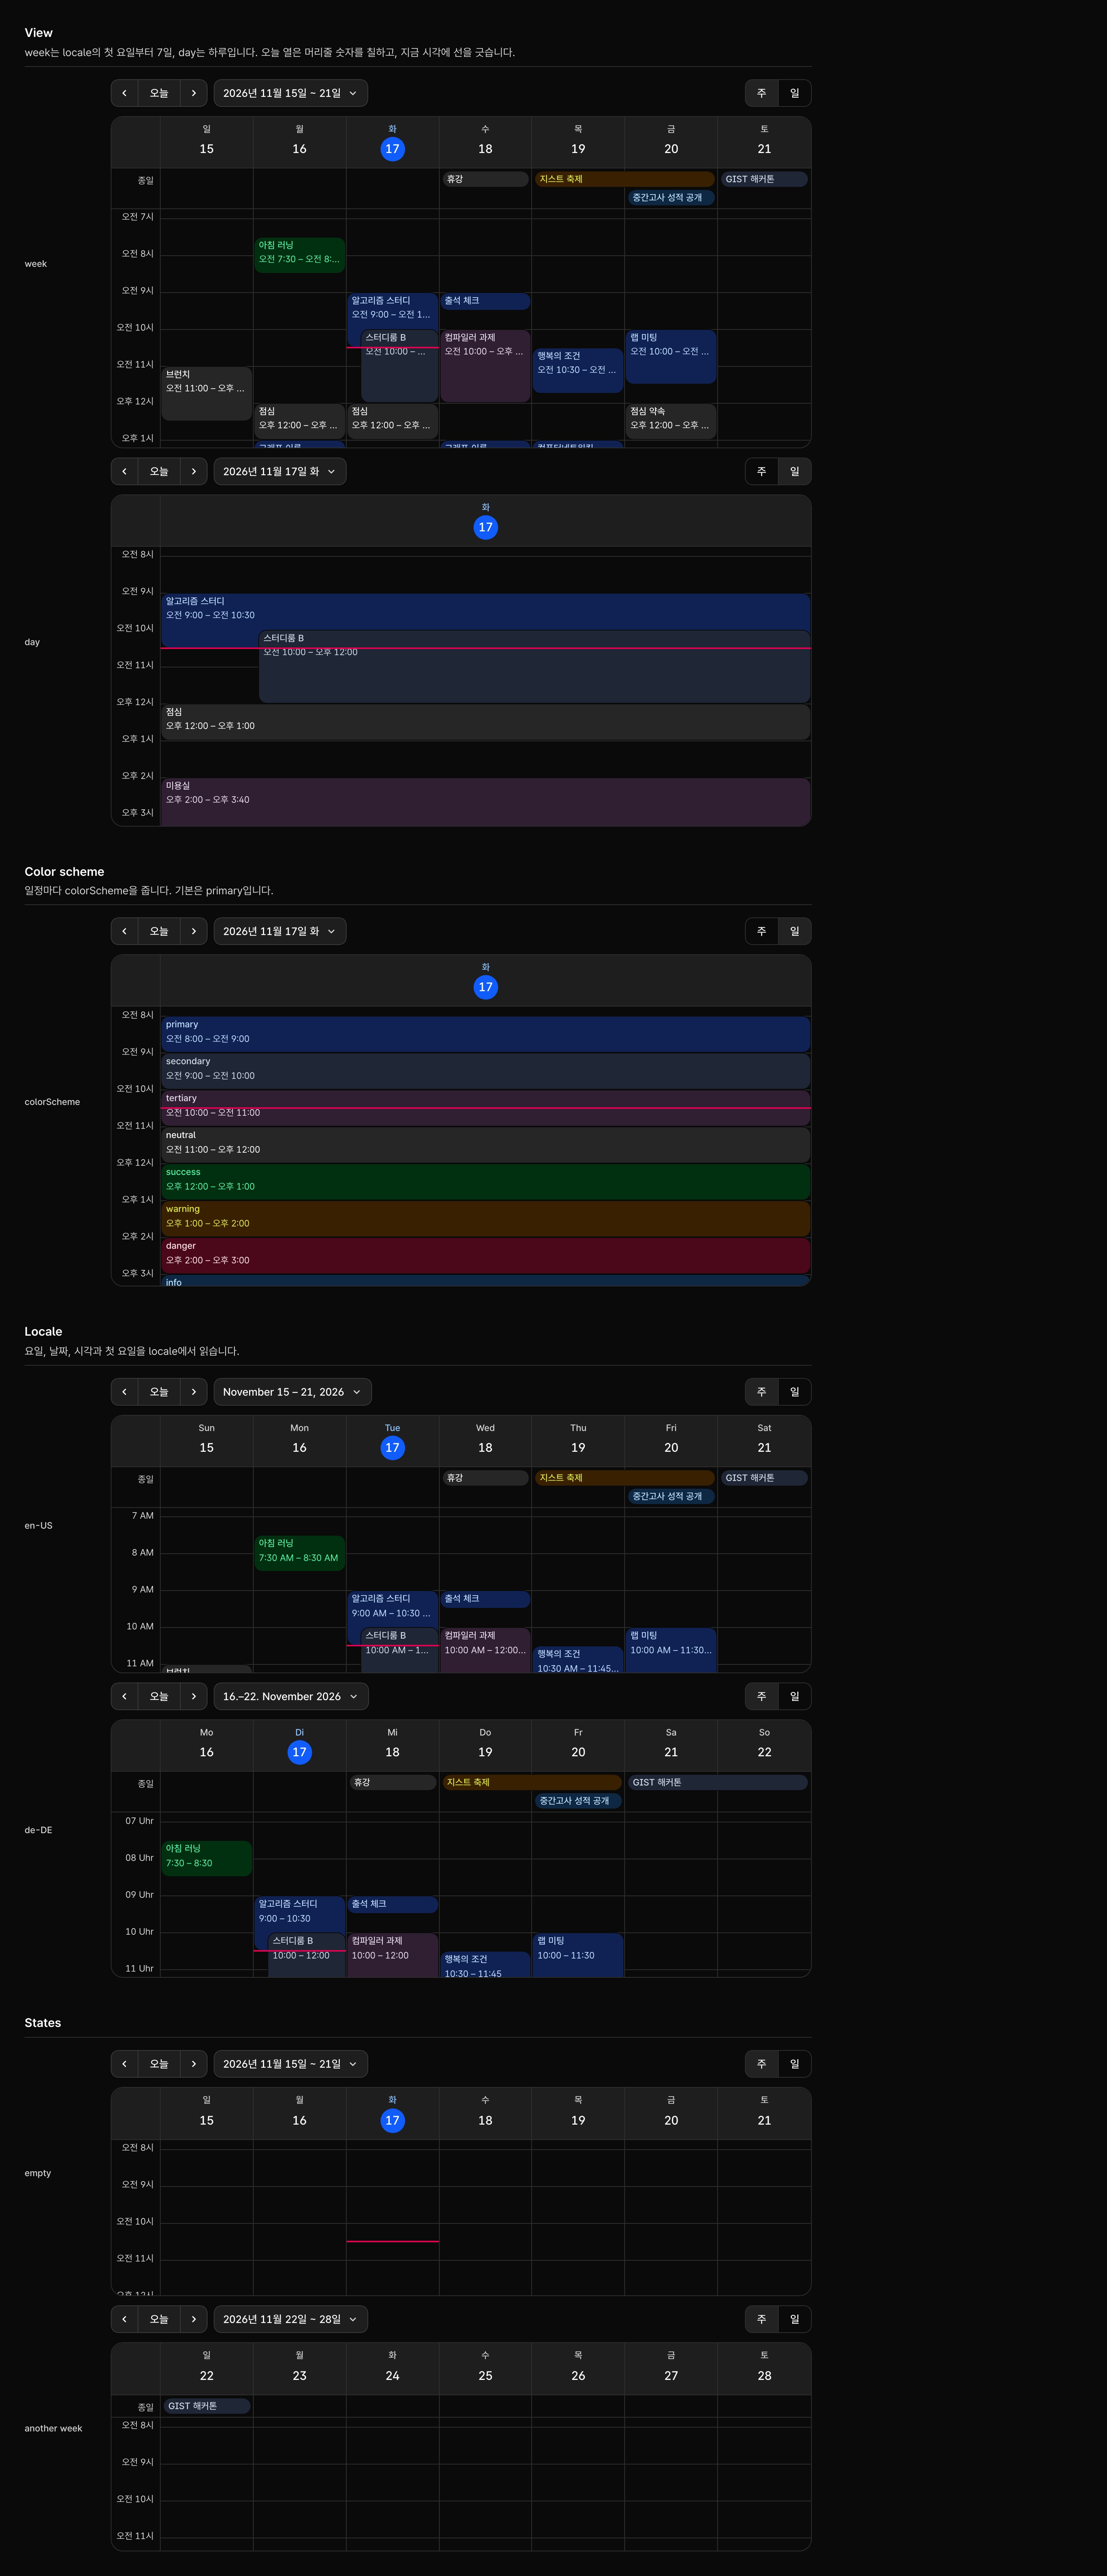 View
week는 locale의 첫 요일부터 7일, day는 하루입니다. 오늘 열은 머리줄 숫자를 칠하고, 지금 시각에 선을 긋습니다.
week
오늘
2026년 11월 15일 ~ 21일
주 일
일 월 화 수 목 금 토
15 16 17 18 19 20 21
종일
휴강
지스트 축제
GIST 해커톤
중간고사 성적 공개
오전 7시
아침 러닝
오전 7:30 – 오전 8:...
오전 8시
오전 9시
알고리즘 스터디
오전 9:00 – 오전 1...
출석 체크
오전 10시
스터디룸 B
오전 10:00 – ...
컴파일러 과제
오전 10:00 – 오후 ...
행복의 조건
오전 10:30 – 오전 ...
랩 미팅
오전 10:00 – 오전 ...
오전 11시
브런치
오전 11:00 – 오후 ...
오후 12시
점심
오후 12:00 – 오후 ...
점심
오후 12:00 – 오후 ...
점심 약속
오후 12:00 – 오후 ...
오후 1시
day
오늘
2026년 11월 17일 화
주 일
화
17
오전 8시
오전 9시
알고리즘 스터디
오전 9:00 – 오전 10:30
오전 10시
스터디룸 B
오전 10:00 – 오후 12:00
오전 11시
오후 12시
점심
오후 12:00 – 오후 1:00
오후 1시
오후 2시
미용실
오후 2:00 – 오후 3:40
오후 3시
Color scheme
일정마다 colorScheme을 줍니다. 기본은 primary입니다.
colorScheme
오늘
2026년 11월 17일 화
주 일
화
17
오전 8시
primary
오전 8:00 – 오전 9:00
오전 9시
secondary
오전 9:00 – 오전 10:00
오전 10시
tertiary
오전 10:00 – 오전 11:00
오전 11시
neutral
오전 11:00 – 오후 12:00
오후 12시
success
오후 12:00 – 오후 1:00
오후 1시
warning
오후 1:00 – 오후 2:00
오후 2시
danger
오후 2:00 – 오후 3:00
오후 3시
info
Locale
요일, 날짜, 시각과 첫 요일을 locale에서 읽습니다.
en-US
오늘
November 15 – 21, 2026
주 일
Sun Mon Tue Wed Thu Fri Sat
15 16 17 18 19 20 21
종일
휴강
지스트 축제
GIST 해커톤
중간고사 성적 공개
7 AM
아침 러닝
7:30 AM – 8:30 AM
8 AM
9 AM
알고리즘 스터디
9:00 AM – 10:30 ...
출석 체크
10 AM
스터디룸 B
10:00 AM – 1...
컴파일러 과제
10:00 AM – 12:00...
행복의 조건
10:30 AM – 11:45...
랩 미팅
10:00 AM – 11:30...
11 AM
브런치
de-DE
오늘
16.–22. November 2026
주 일
Mo Di Mi Do Fr Sa So
16 17 18 19 20 21 22
종일
휴강
지스트 축제
GIST 해커톤
중간고사 성적 공개
07 Uhr
아침 러닝
7:30 – 8:30
08 Uhr
09 Uhr
알고리즘 스터디
9:00 – 10:30
출석 체크
10 Uhr
스터디룸 B
10:00 – 12:00
컴파일러 과제
10:00 – 12:00
행복의 조건
10:30 – 11:45
랩 미팅
10:00 – 11:30
11 Uhr
States
empty
오늘
2026년 11월 15일 ~ 21일
주 일
일 월 화 수 목 금 토
15 16 17 18 19 20 21
오전 8시
오전 9시
오전 10시
오전 11시
another week
오늘
2026년 11월 22일 ~ 28일
주 일
일 월 화 수 목 금 토
22 23 24 25 26 27 28
종일
GIST 해커톤
오전 8시
오전 9시
오전 10시
오전 11시